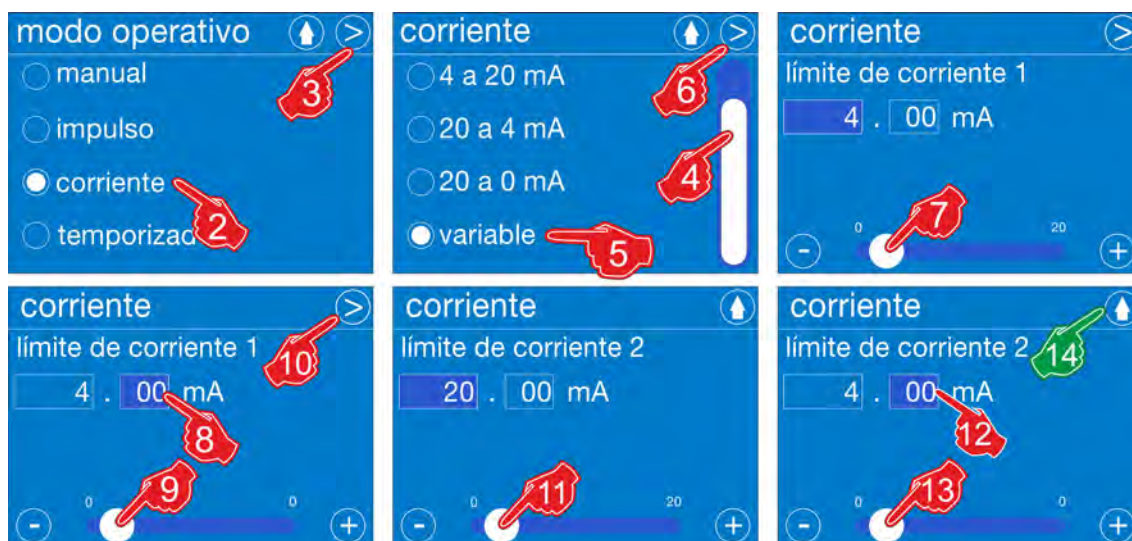 modo operativo >
manual
3
impulso
corriente
2
temporizad
corriente >
4 a 20 mA
6
20 a 4 mA
4
20 a 0 mA
variable
5
corriente >
límite de corriente 1
4 . 00 mA
7
0 20
- +
corriente >
límite de corriente 1
10
4 . 00 mA
8
9
0 0
- +
corriente
límite de corriente 2
20 . 00 mA
11
0 20
- +
corriente
límite de corriente 2
14
4 . 00 mA
12
13
0 0
- +